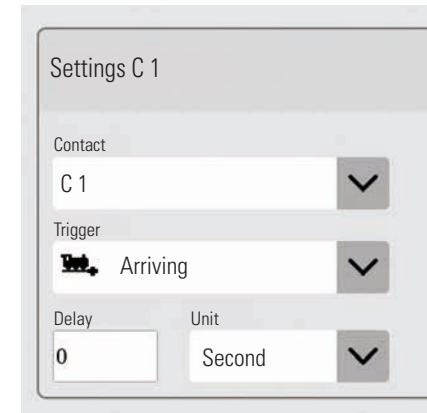 Settings C 1
Contact
C 1
Trigger
Arriving
Delay Unit
0 Second